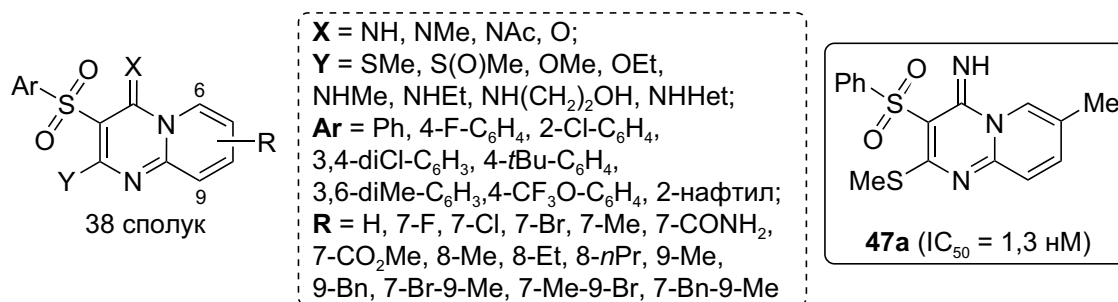 X = NH, NMe, NAc, O;
Y = SMe, S(O)Me, OMe, OEt,
NHMe, NHEt, NH(CH₂)₂OH, NHHet;
Ar = Ph, 4-F-C₆H₄, 2-Cl-C₆H₄,
3,4-diCl-C₆H₃, 4-tBu-C₆H₄,
3,6-diMe-C₆H₃,4-CF₃O-C₆H₄, 2-нафтил;
R = H, 7-F, 7-Cl, 7-Br, 7-Me, 7-CONH₂,
7-CO₂Me, 8-Me, 8-Et, 8-nPr, 9-Me,
9-Bn, 7-Br-9-Me, 7-Me-9-Br, 7-Bn-9-Me
X
O
Ar
S
6
O
N
R
Y
N
9
38 сполук
NH
O
Ph
S
Me
O
N
MeS
N
47a (IC₅₀ = 1,3 нМ)